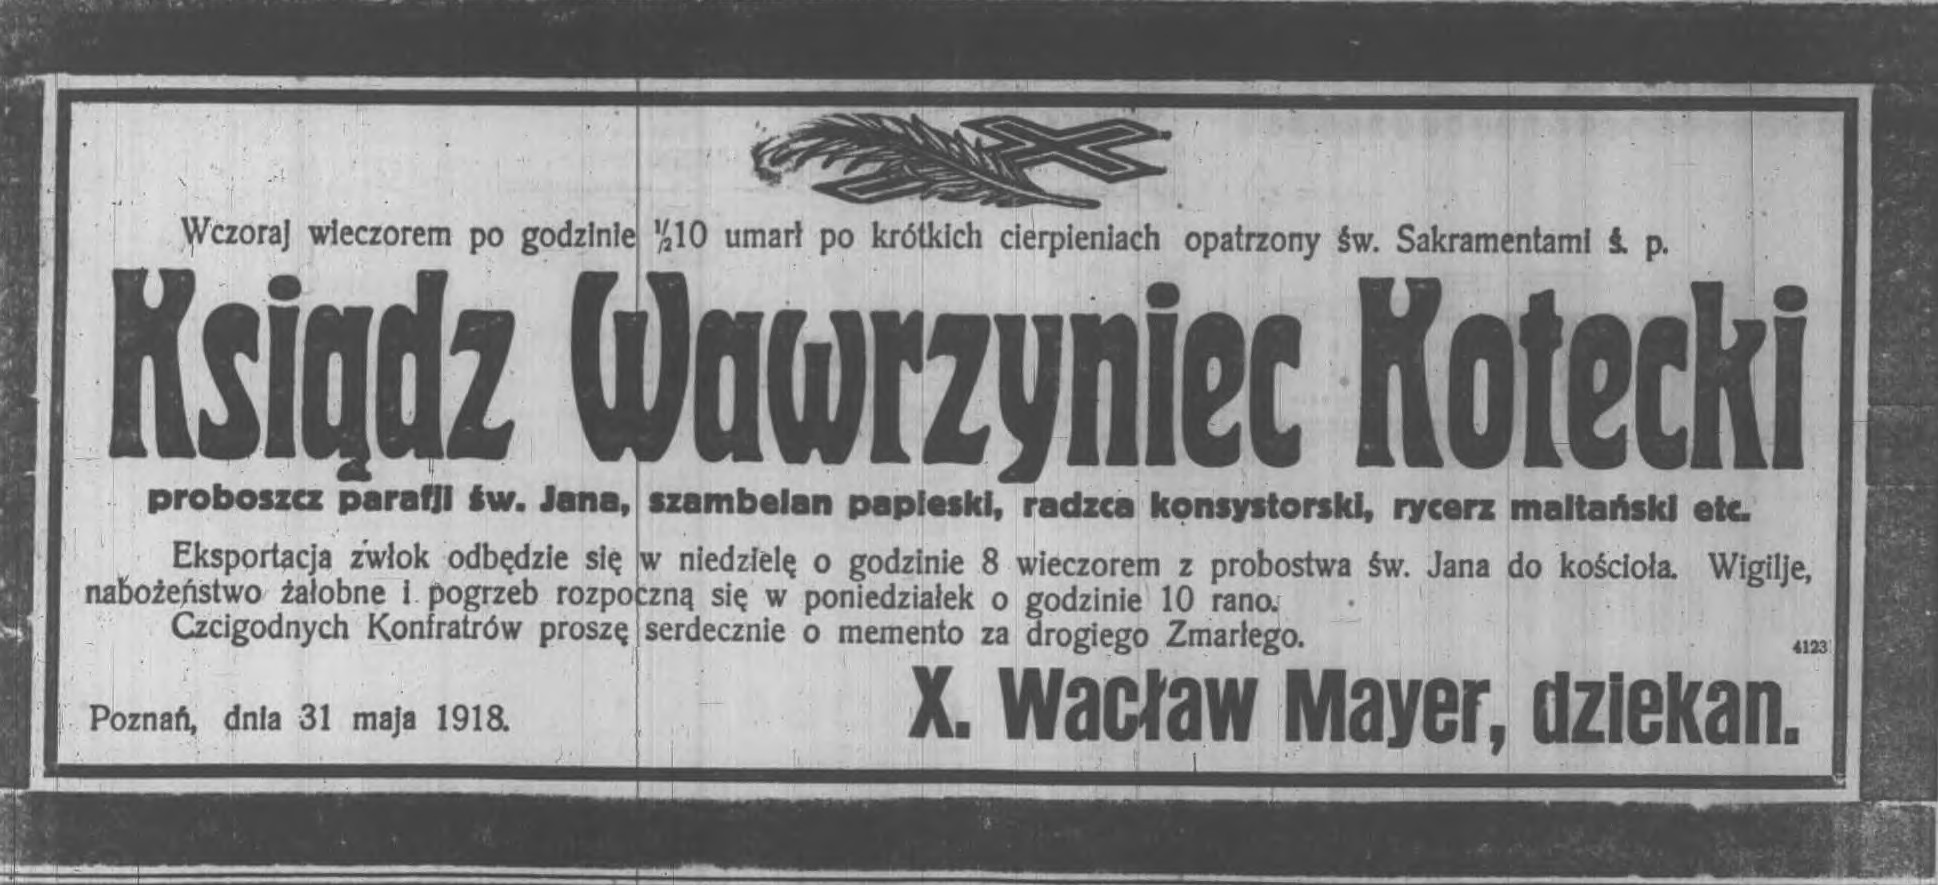 Wczoraj wieczorem po godzinie ½10 umarł po krótkich cierpieniach opatrzony św. Sakramentami ś. p.
Ksiądz Wawrzyniec Kotecki
proboszcz parafji św. Jana, szambelan papieski, radzca konsystorski, rycerz maltański etc.
Eksportacja zwłok odbędzie się w niedzielę o godzinie 8 wieczorem z probostwa św. Jana do kościoła. Wigilje,
nabożeństwo żałobne i pogrzeb rozpoczną się w poniedziałek o godzinie 10 rano.
Czcigodnych Konfratrów proszę serdecznie o memento za drogiego Zmarłego.
4123
X. Wacław Mayer, dziekan.
Poznań, dnia 31 maja 1918.